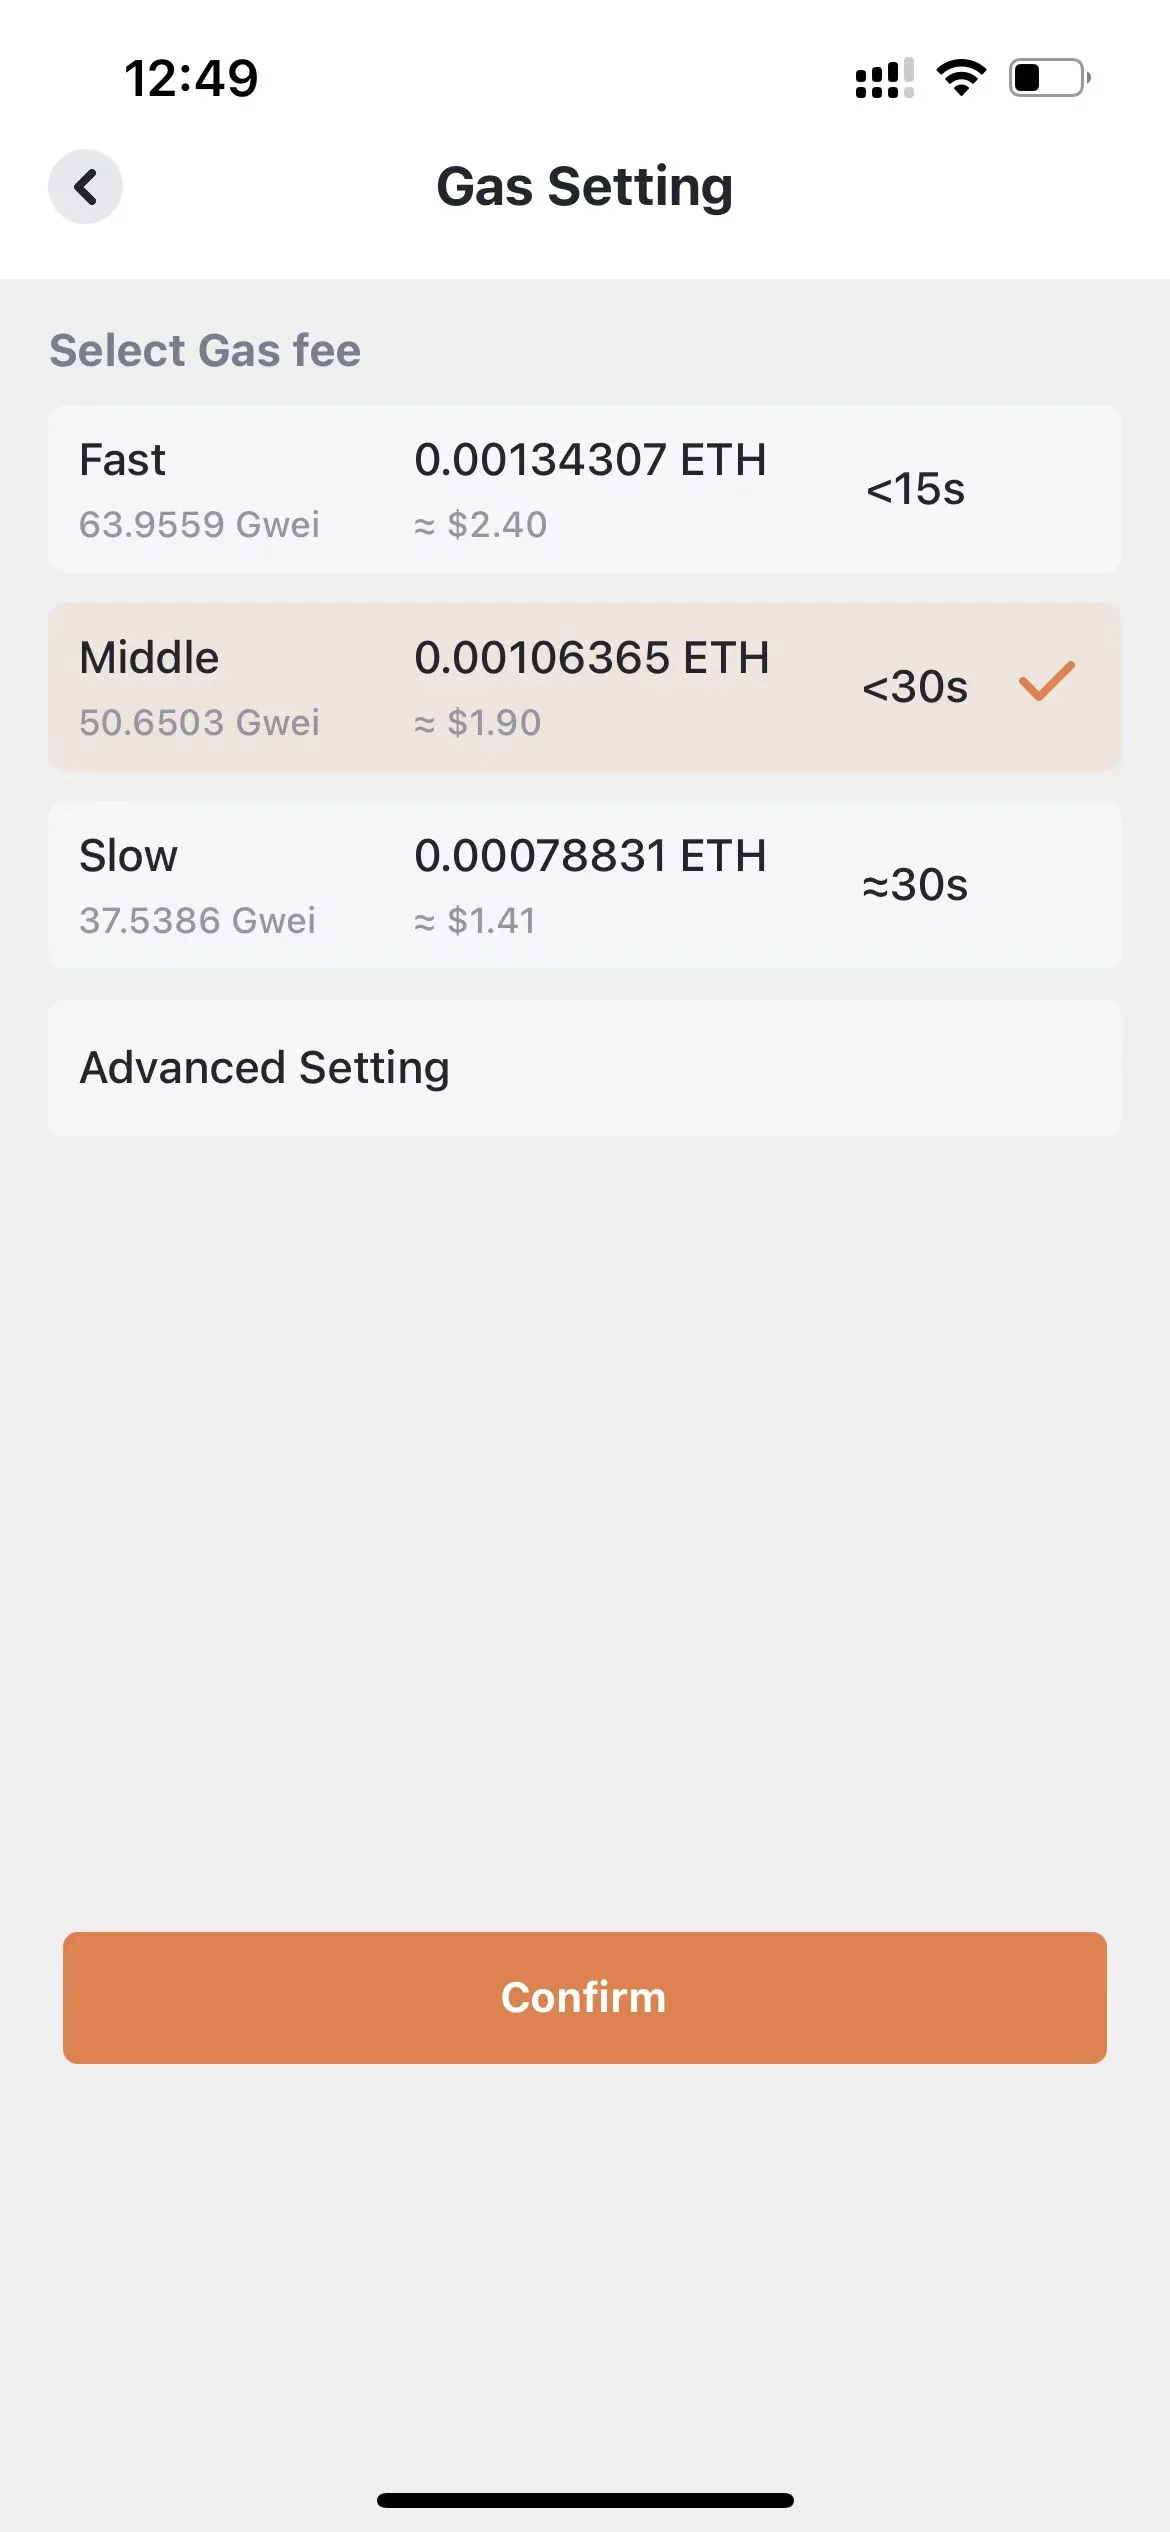 12:49
Gas Setting
Select Gas fee
Fast 0.00134307 ETH <15s
63.9559 Gwei ≈ $2.40
Middle 0.00106365 ETH <30s
50.6503 Gwei ≈ $1.90
Slow 0.00078831 ETH ≈30s
37.5386 Gwei ≈ $1.41
Advanced Setting
Confirm